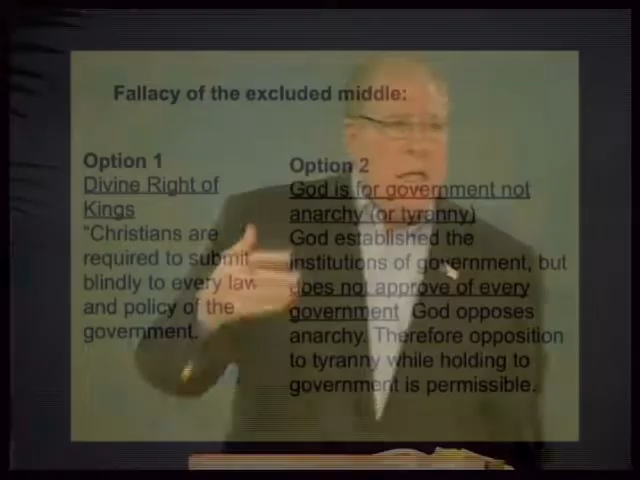 Fallacy of the excluded middle:
Option 1
Divine Right of
Kings
"Christians are
required to submit
blindly to every law
and policy of the
government.
Option 2
God is for government not
anarchy (or tyranny)
God established the
institutions of government, but
does not approve of every
government God opposes
anarchy. Therefore opposition
to tyranny while holding to
government is permissible.